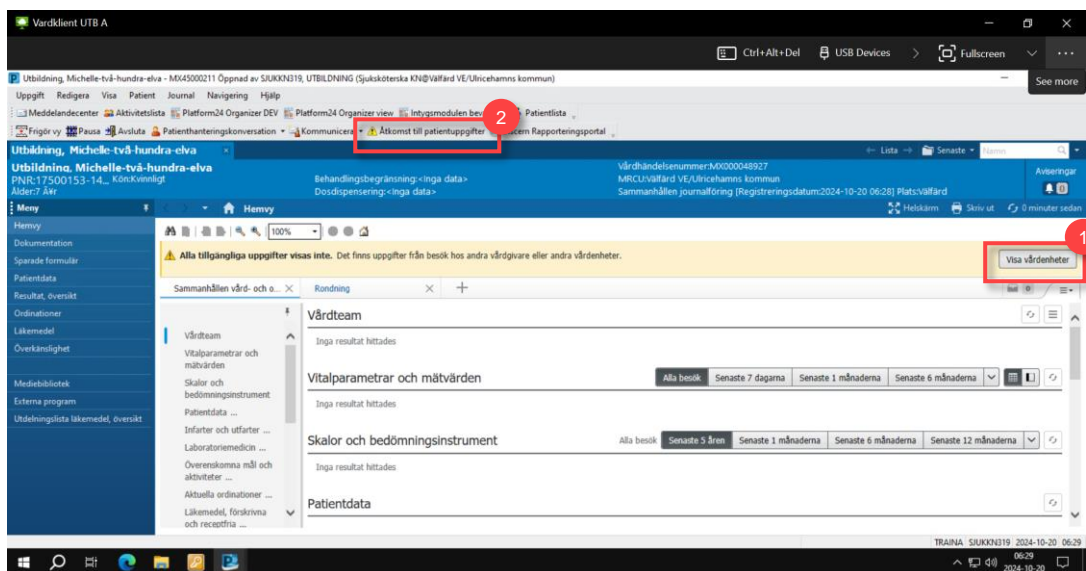 Vardklient UTB A
Ctrl+Alt+Del USB Devices Fullscreen
See more
Utbildning, Michelle-två-hundra-elva - MX45000211 Öppnad av SJUKKN319, UTBILDNING (Sjuksköterska KN@Välfärd VE/Ulricehamns kommun)
Uppgift Redigera Visa Patient Journal Navigering Hjälp
Meddelandecenter Aktivitetslista Platform24 Organizer DEV Platform24 Organizer view Intygsmodulen bev Patientlista
2
Frigör vy Pausa Avsluta Patienthanteringskonversation Kommunicera Åtkomst till patientuppgifter Rapporteringsportal
Utbildning, Michelle-två-hundra-elva
Lista Senaste Namn
Utbildning, Michelle-två-hundra-elva
PNR:17500153-14... Kön:Kvinnligt
Ålder:7 År
Behandlingsbegränsning:<Inga data>
Dosdispensering:<Inga data>
Vårdhändelsenummer:MX000048927
MRCU:Välfärd VE/Ulricehamns kommun
Sammanhållen journalföring [Registreringsdatum:2024-10-20 06:28] Plats:Välfärd
Aviseringar
0
Meny
Hemvy
Helskärm Skriv ut 0 minuter sedan
Hemvy
Dokumentation
Sparade formulär
Patientdata
Resultat, översikt
Ordinationer
Läkemedel
Överkänslighet
Mediebibliotek
Externa program
Utdelningslista läkemedel, översikt
100%
1
Alla tillgängliga uppgifter visas inte. Det finns uppgifter från besök hos andra vårdgivare eller andra vårdenheter.
Visa vårdenheter
Sammanhållen vård- och o... Rondning
Vårdteam
Vitalparametrar och
mätvärden
Skalor och
bedömningsinstrument
Patientdata ...
Infarter och utfarter ...
Laboratoriemedicin ...
Överenskomna mål och
aktiviteter ...
Aktuella ordinationer ...
Läkemedel, förskrivna
och receptfria ...
Vårdteam
Inga resultat hittades
Vitalparametrar och mätvärden
Alla besök Senaste 7 dagarna Senaste 1 månaderna Senaste 6 månaderna
Inga resultat hittades
Skalor och bedömningsinstrument
Alla besök Senaste 5 åren Senaste 1 månaderna Senaste 6 månaderna Senaste 12 månaderna
Inga resultat hittades
Patientdata
TRAINA SJUKKN319 2024-10-20 06:29
06:29
2024-10-20